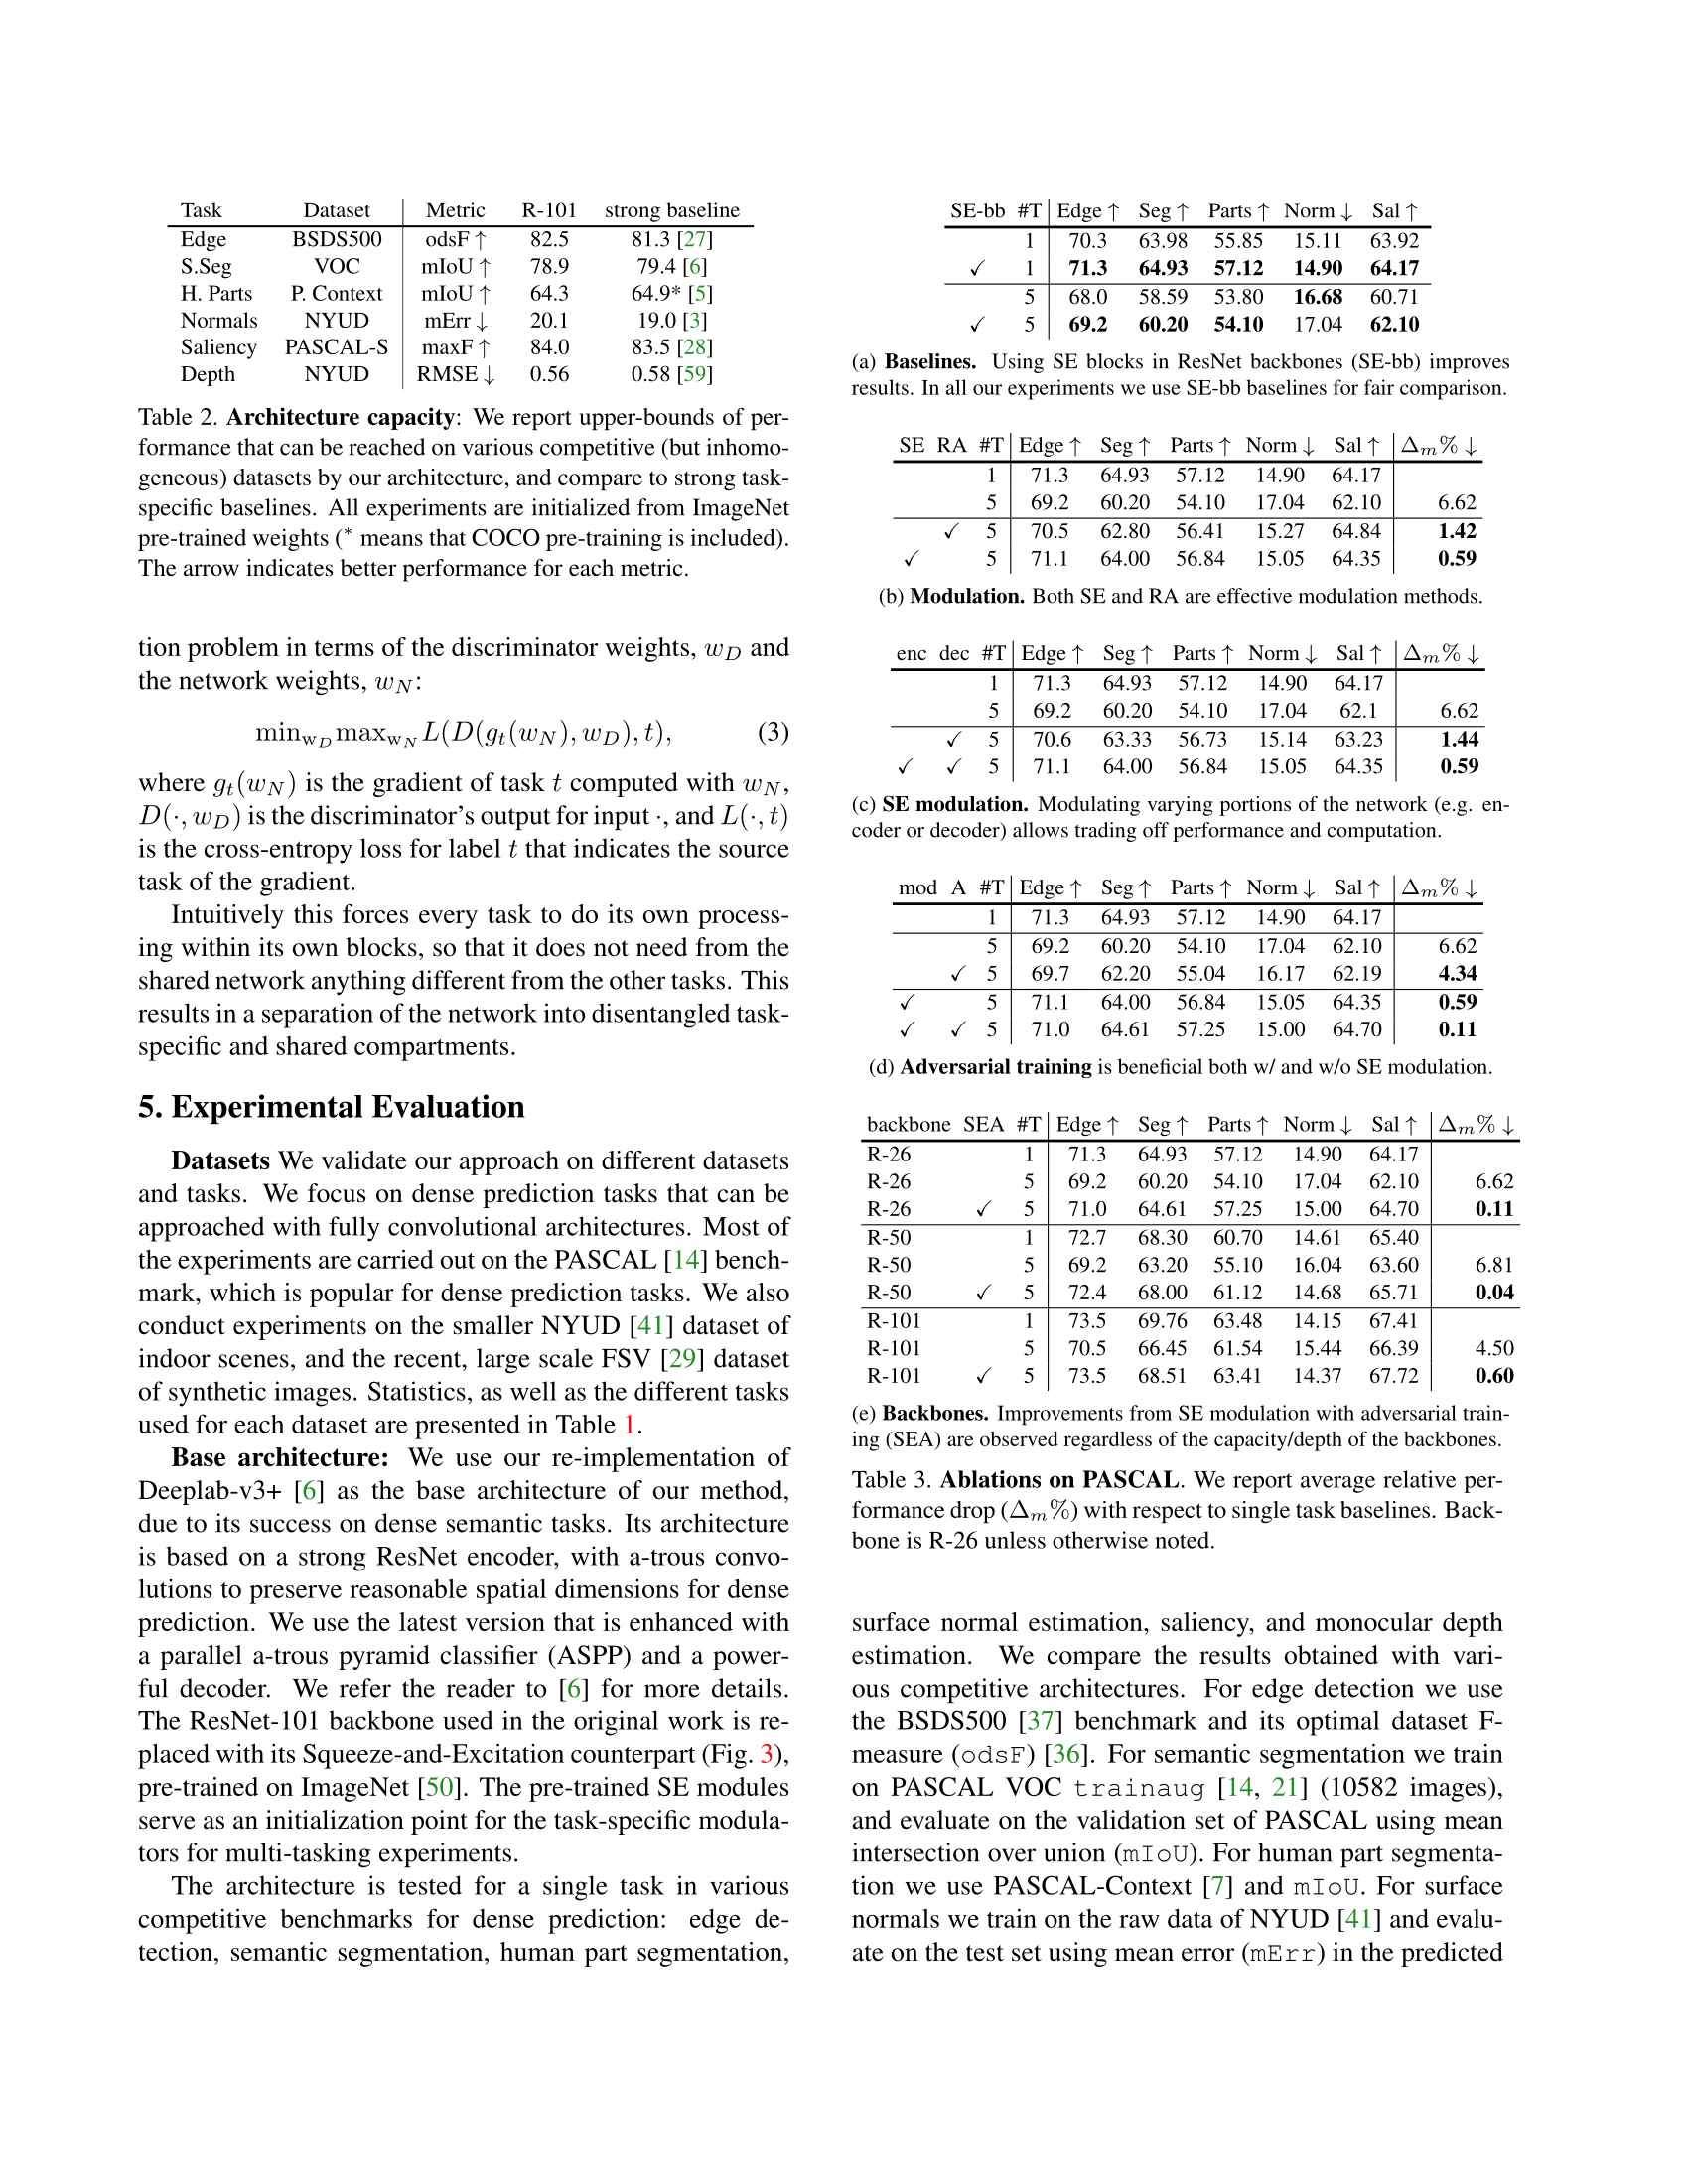 Task Dataset Metric R-101 strong baseline
Edge BSDS500 odsF ↑ 82.5 81.3 [27]
S.Seg VOC mIoU ↑ 78.9 79.4 [6]
H. Parts P. Context mIoU ↑ 64.3 64.9* [5]
Normals NYUD mErr ↓ 20.1 19.0 [3]
Saliency PASCAL-S maxF ↑ 84.0 83.5 [28]
Depth NYUD RMSE ↓ 0.56 0.58 [59]
Table 2. Architecture capacity: We report upper-bounds of per-
formance that can be reached on various competitive (but inhomo-
geneous) datasets by our architecture, and compare to strong task-
specific baselines. All experiments are initialized from ImageNet
pre-trained weights (* means that COCO pre-training is included).
The arrow indicates better performance for each metric.
tion problem in terms of the discriminator weights, w_D and
the network weights, w_N:
min_{w_D} max_{w_N} L(D(g_t(w_N), w_D), t), (3)
where g_t(w_N) is the gradient of task t computed with w_N,
D(·, w_D) is the discriminator's output for input ·, and L(·, t)
is the cross-entropy loss for label t that indicates the source
task of the gradient.
Intuitively this forces every task to do its own process-
ing within its own blocks, so that it does not need from the
shared network anything different from the other tasks. This
results in a separation of the network into disentangled task-
specific and shared compartments.
5. Experimental Evaluation
Datasets We validate our approach on different datasets
and tasks. We focus on dense prediction tasks that can be
approached with fully convolutional architectures. Most of
the experiments are carried out on the PASCAL [14] bench-
mark, which is popular for dense prediction tasks. We also
conduct experiments on the smaller NYUD [41] dataset of
indoor scenes, and the recent, large scale FSV [29] dataset
of synthetic images. Statistics, as well as the different tasks
used for each dataset are presented in Table 1.
Base architecture: We use our re-implementation of
Deeplab-v3+ [6] as the base architecture of our method,
due to its success on dense semantic tasks. Its architecture
is based on a strong ResNet encoder, with a-trous convo-
lutions to preserve reasonable spatial dimensions for dense
prediction. We use the latest version that is enhanced with
a parallel a-trous pyramid classifier (ASPP) and a power-
ful decoder. We refer the reader to [6] for more details.
The ResNet-101 backbone used in the original work is re-
placed with its Squeeze-and-Excitation counterpart (Fig. 3),
pre-trained on ImageNet [50]. The pre-trained SE modules
serve as an initialization point for the task-specific modula-
tors for multi-tasking experiments.
The architecture is tested for a single task in various
competitive benchmarks for dense prediction: edge de-
tection, semantic segmentation, human part segmentation,
SE-bb #T Edge ↑ Seg ↑ Parts ↑ Norm ↓ Sal ↑
1 70.3 63.98 55.85 15.11 63.92
✓ 1 71.3 64.93 57.12 14.90 64.17
5 68.0 58.59 53.80 16.68 60.71
✓ 5 69.2 60.20 54.10 17.04 62.10
(a) Baselines. Using SE blocks in ResNet backbones (SE-bb) improves
results. In all our experiments we use SE-bb baselines for fair comparison.
SE RA #T Edge ↑ Seg ↑ Parts ↑ Norm ↓ Sal ↑ Δ_m% ↓
1 71.3 64.93 57.12 14.90 64.17
5 69.2 60.20 54.10 17.04 62.10 6.62
✓ 5 70.5 62.80 56.41 15.27 64.84 1.42
✓ 5 71.1 64.00 56.84 15.05 64.35 0.59
(b) Modulation. Both SE and RA are effective modulation methods.
enc dec #T Edge ↑ Seg ↑ Parts ↑ Norm ↓ Sal ↑ Δ_m% ↓
1 71.3 64.93 57.12 14.90 64.17
5 69.2 60.20 54.10 17.04 62.1 6.62
✓ 5 70.6 63.33 56.73 15.14 63.23 1.44
✓ ✓ 5 71.1 64.00 56.84 15.05 64.35 0.59
(c) SE modulation. Modulating varying portions of the network (e.g. en-
coder or decoder) allows trading off performance and computation.
mod A #T Edge ↑ Seg ↑ Parts ↑ Norm ↓ Sal ↑ Δ_m% ↓
1 71.3 64.93 57.12 14.90 64.17
5 69.2 60.20 54.10 17.04 62.10 6.62
✓ 5 69.7 62.20 55.04 16.17 62.19 4.34
✓ 5 71.1 64.00 56.84 15.05 64.35 0.59
✓ ✓ 5 71.0 64.61 57.25 15.00 64.70 0.11
(d) Adversarial training is beneficial both w/ and w/o SE modulation.
backbone SEA #T Edge ↑ Seg ↑ Parts ↑ Norm ↓ Sal ↑ Δ_m% ↓
R-26 1 71.3 64.93 57.12 14.90 64.17
R-26 5 69.2 60.20 54.10 17.04 62.10 6.62
R-26 ✓ 5 71.0 64.61 57.25 15.00 64.70 0.11
R-50 1 72.7 68.30 60.70 14.61 65.40
R-50 5 69.2 63.20 55.10 16.04 63.60 6.81
R-50 ✓ 5 72.4 68.00 61.12 14.68 65.71 0.04
R-101 1 73.5 69.76 63.48 14.15 67.41
R-101 5 70.5 66.45 61.54 15.44 66.39 4.50
R-101 ✓ 5 73.5 68.51 63.41 14.37 67.72 0.60
(e) Backbones. Improvements from SE modulation with adversarial train-
ing (SEA) are observed regardless of the capacity/depth of the backbones.
Table 3. Ablations on PASCAL. We report average relative per-
formance drop (Δ_m%) with respect to single task baselines. Back-
bone is R-26 unless otherwise noted.
surface normal estimation, saliency, and monocular depth
estimation. We compare the results obtained with vari-
ous competitive architectures. For edge detection we use
the BSDS500 [37] benchmark and its optimal dataset F-
measure (odsF) [36]. For semantic segmentation we train
on PASCAL VOC trainaug [14, 21] (10582 images),
and evaluate on the validation set of PASCAL using mean
intersection over union (mIoU). For human part segmenta-
tion we use PASCAL-Context [7] and mIoU. For surface
normals we train on the raw data of NYUD [41] and evalu-
ate on the test set using mean error (mErr) in the predicted